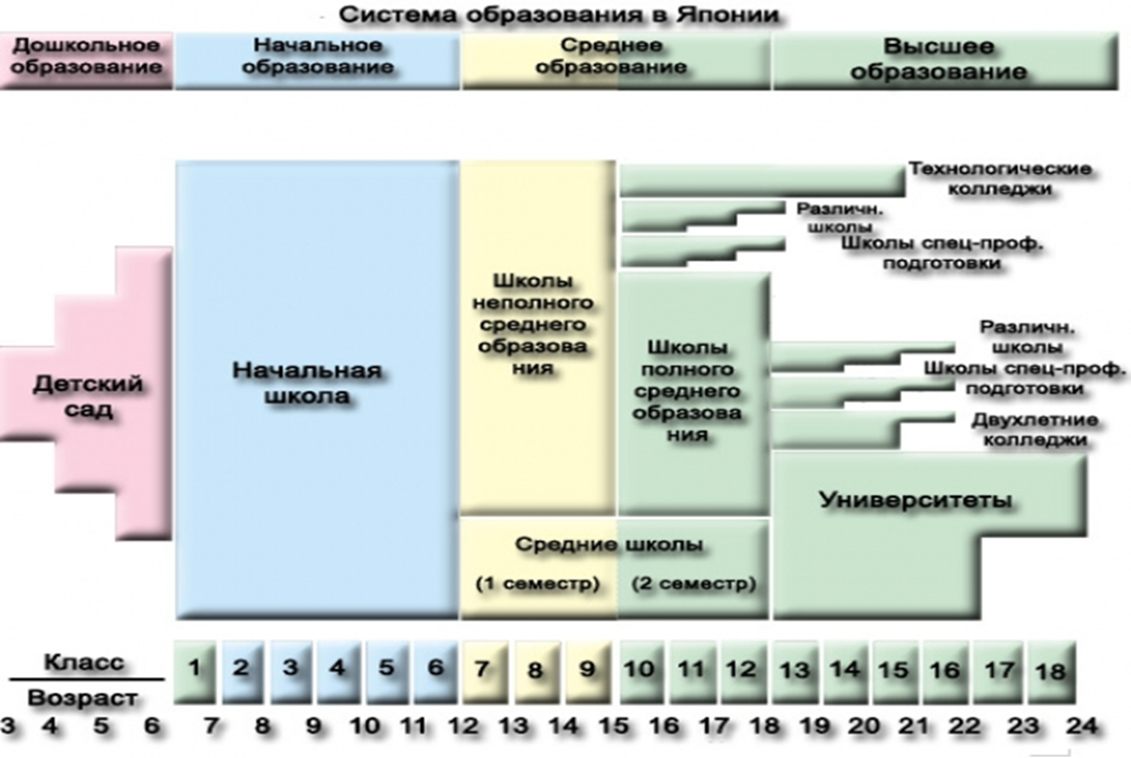 Система образования в Японии
Дошкольное
образование
Начальное
образование
Среднее
образование
Высшее
образование
Технологические
колледжи
Различн.
школы
Школы спец-проф.
подготовки
Школы
неполного
среднего
образова
ния
Различн.
школы
Школы
полного
среднего
образова
ния
Школы спец-проф.
подготовки
Начальная
школа
Детский
сад
Двухлетние
колледжи
Университеты
Средние школы
(1 семестр) (2 семестр)
Класс 1 2 3 4 5 6 7 8 9 10 11 12 13 14 15 16 17 18
Возраст
3 4 5 6 7 8 9 10 11 12 13 14 15 16 17 18 19 20 21 22 23 24